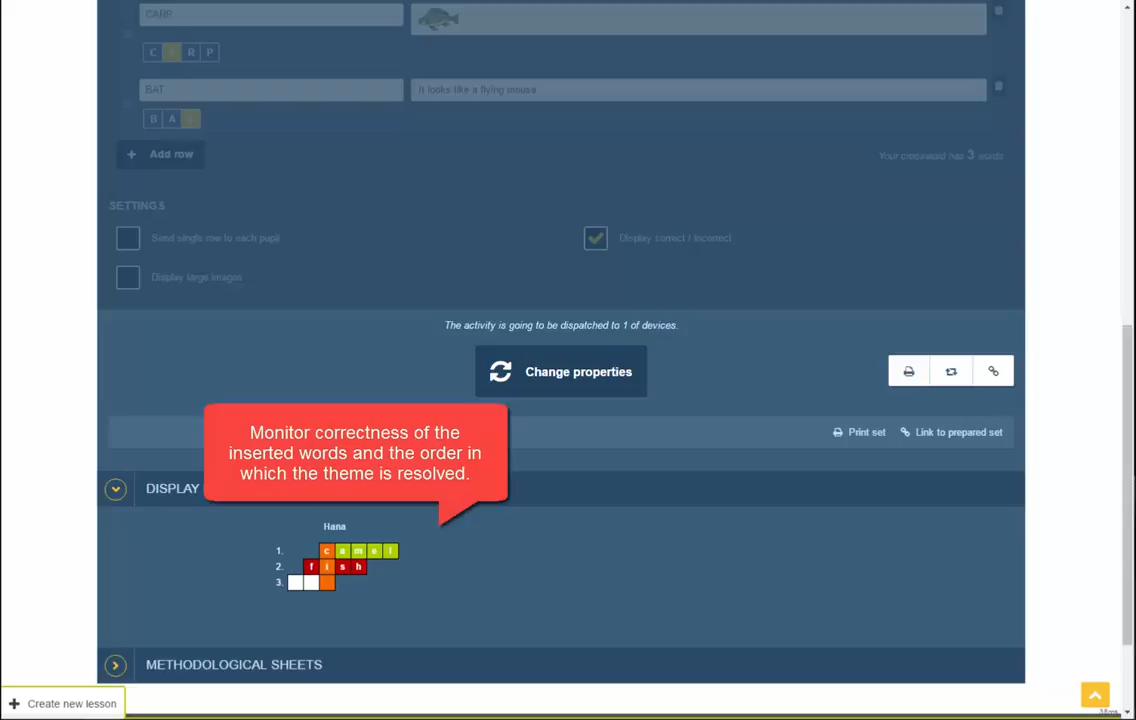 CARP
C A R P
BAT
It looks like a flying mouse
B A
+ Add row
Your crossword has 3 words
SETTINGS
Send single row to each pupil
Display correct / Incorrect
Display large images
The activity is going to be dispatched to 1 of devices.
Change properties
Monitor correctness of the
inserted words and the order in
which the theme is resolved.
Print set
Link to prepared set
DISPLAY
Hana
1. c a m e l
2. f i s h
3.
METHODOLOGICAL SHEETS
+ Create new lesson